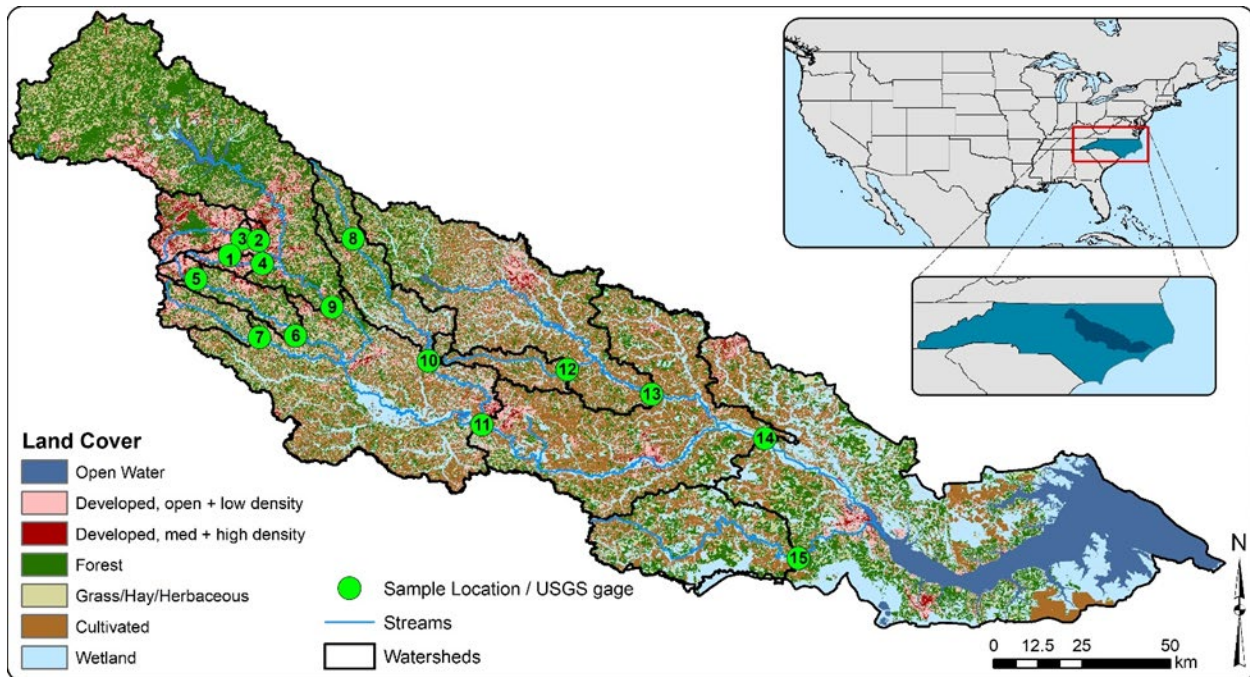 3
2
8
1
4
5
9
7
6
10
12
13
11
14
15
Land Cover
Open Water
Developed, open + low density
Developed, med + high density
Forest
Grass/Hay/Herbaceous
Cultivated
Wetland
Sample Location / USGS gage
Streams
Watersheds
N
0 12.5 25 50
km